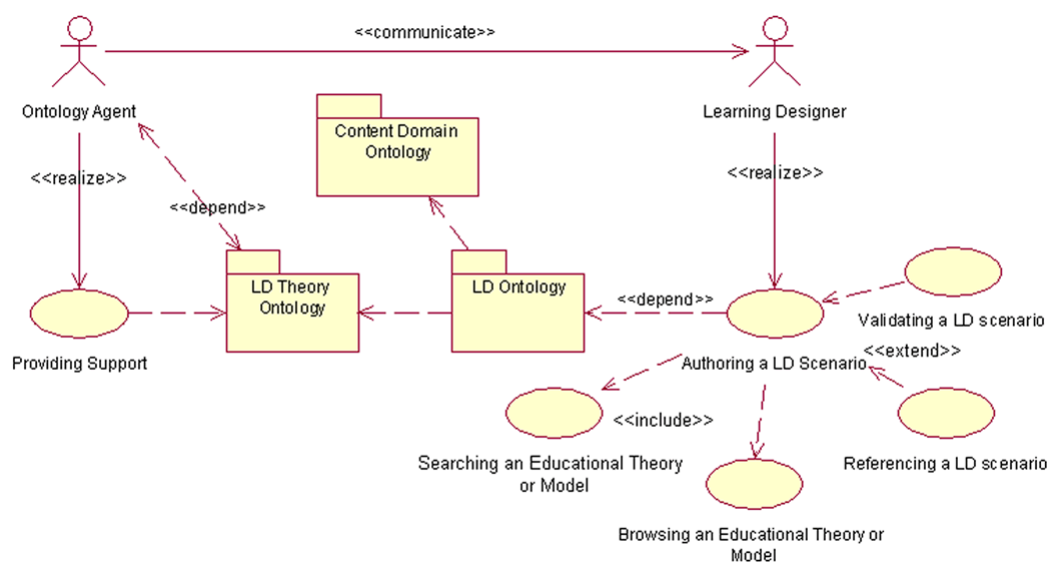 <<communicate>>
Ontology Agent
Learning Designer
Content Domain
Ontology
<<realize>>
<<realize>>
<<depend>>
LD Theory
Ontology
LD Ontology
<<depend>>
Validating a LD scenario
Providing Support
Authoring a LD Scenario
<<extend>>
<<include>>
Searching an Educational Theory
or Model
Referencing a LD scenario
Browsing an Educational Theory or
Model